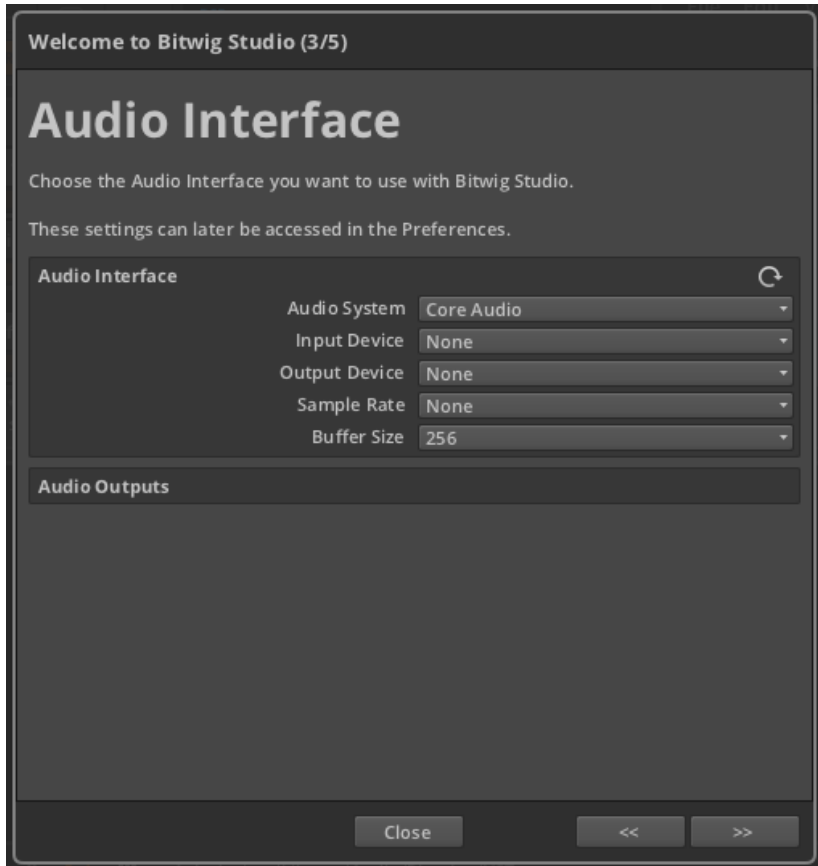 Welcome to Bitwig Studio (3/5)
Audio Interface
Choose the Audio Interface you want to use with Bitwig Studio.
These settings can later be accessed in the Preferences.
Audio Interface
Audio System Core Audio
Input Device None
Output Device None
Sample Rate None
Buffer Size 256
Audio Outputs
Close << >>